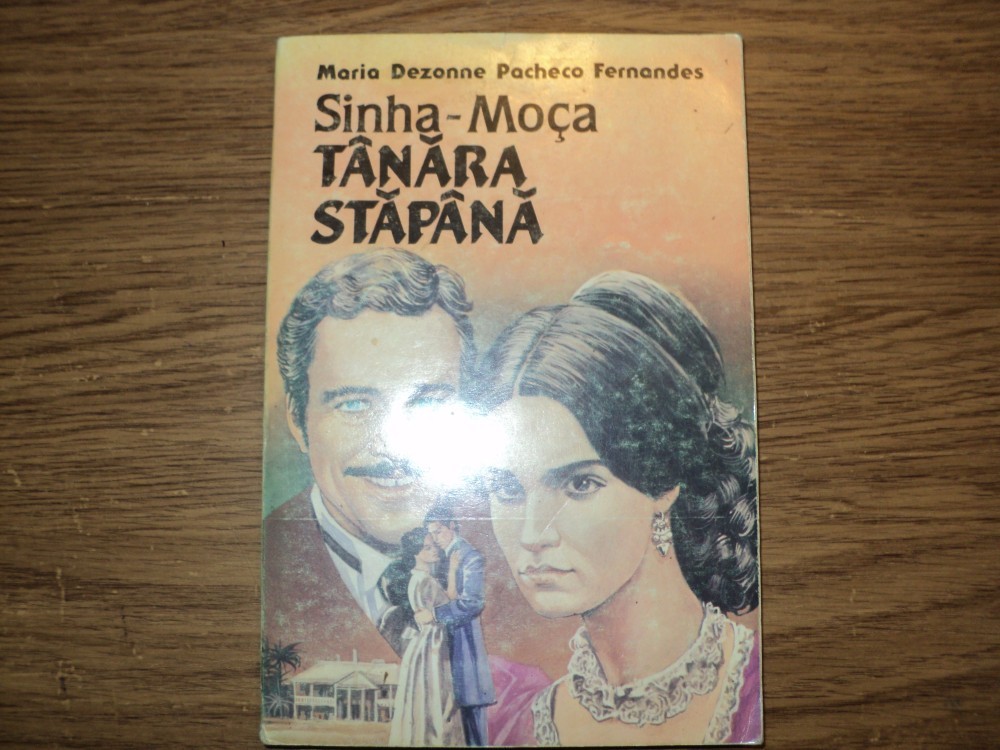 Maria Dezonne Pacheco Fernandes
Sinha-Moça
TÂNĂRA
STĂPÂNĂ